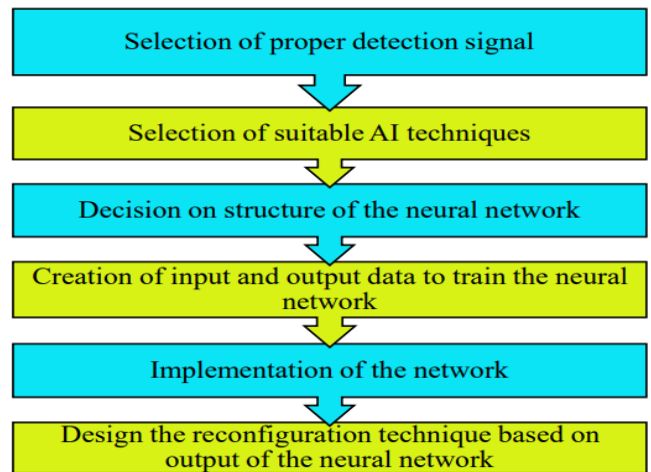 Selection of proper detection signal
Selection of suitable AI techniques
Decision on structure of the neural network
Creation of input and output data to train the neural
network
Implementation of the network
Design the reconfiguration technique based on
output of the neural network